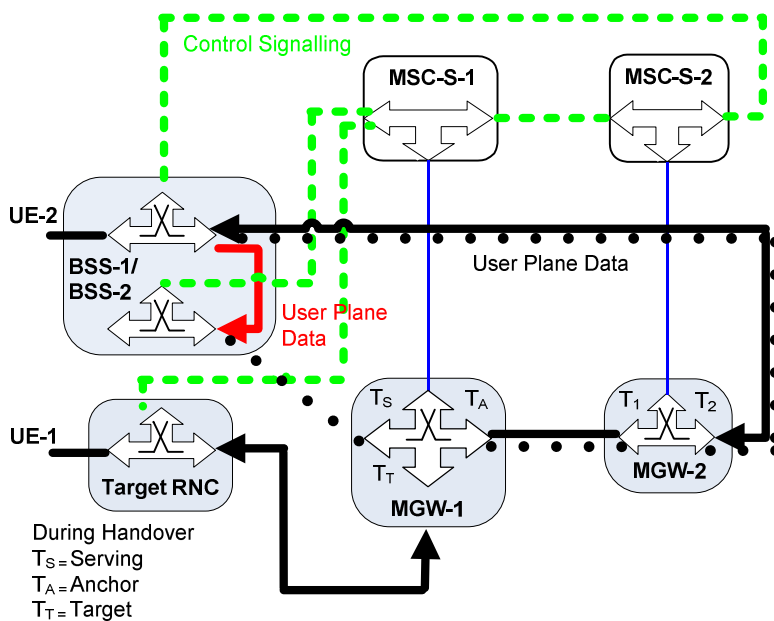 Control Signalling
MSC-S-1
MSC-S-2
UE-2
BSS-1/
BSS-2
User Plane Data
User Plane
Data
TS
TA
T1
T2
UE-1
TT
MGW-2
Target RNC
MGW-1
During Handover
TS = Serving
TA = Anchor
TT = Target